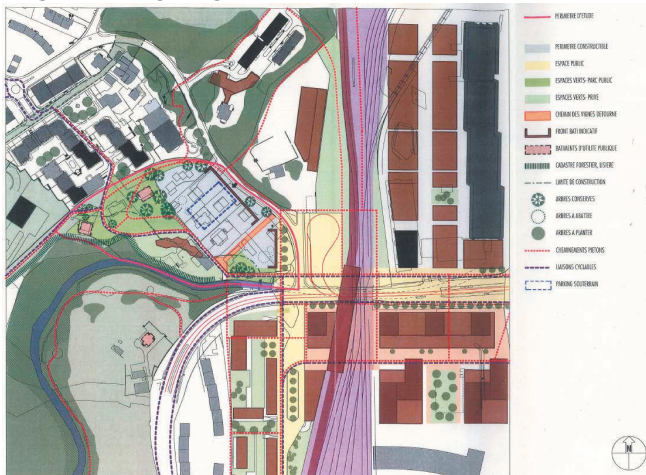 PERIMETRE D'ETUDE
PERIMETRE CONSTRUCTIBLE
ESPACE PUBLIC
ESPACES VERTS- PARC PUBLIC
ESPACES VERTS- PRIVE
CHEMIN DES VIGNES DETOURNE
FRONT BATI INDICATIF
BATIMENTS D'UTILITE PUBLIQUE
CADASTRE FORESTIER, LISIERE
LIMITE DE CONSTRUCTION
ARBRES CONSERVES
ARBRES A ABATTRE
ARBRES A PLANTER
CHEMINEMENTS PIETONS
LIAISONS CYCLABLES
PARKING SOUTERRAIN
N